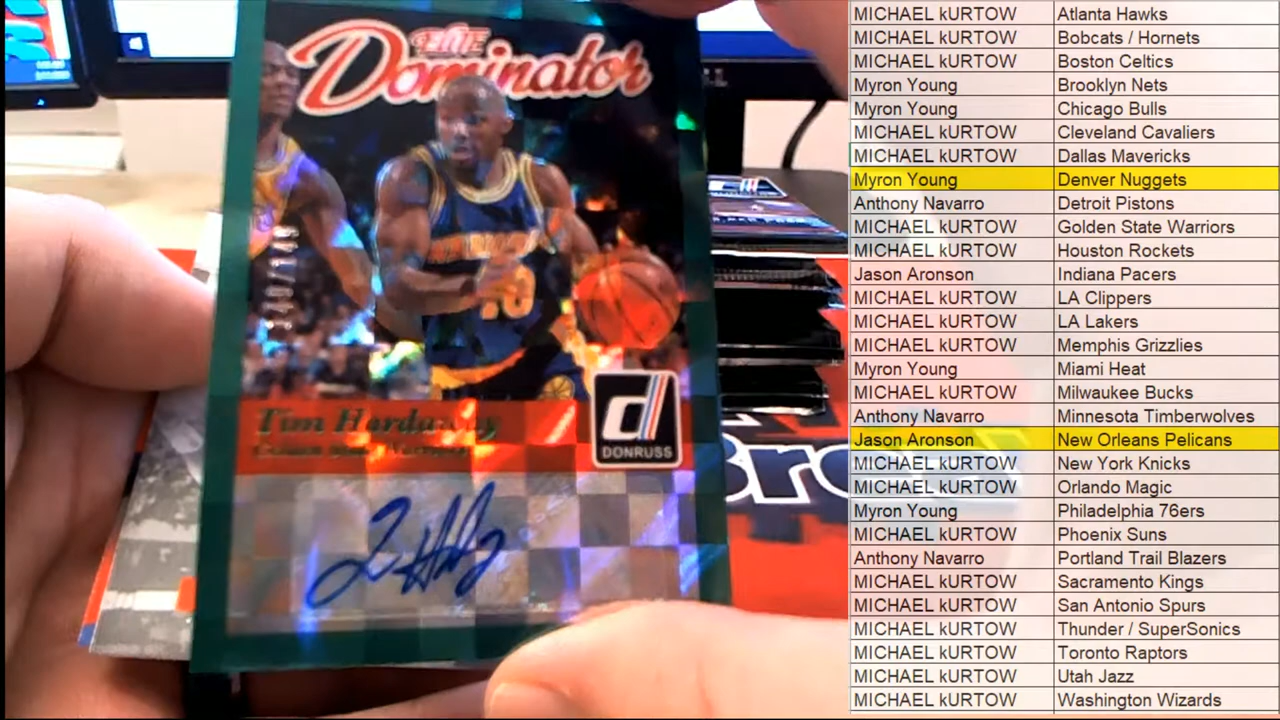 Elite
Dominator
140/149
10
Tim Hardaway
Golden State Warriors
d
DONRUSS
MICHAEL kURTOW Atlanta Hawks
MICHAEL kURTOW Bobcats / Hornets
MICHAEL kURTOW Boston Celtics
Myron Young Brooklyn Nets
Myron Young Chicago Bulls
MICHAEL kURTOW Cleveland Cavaliers
MICHAEL kURTOW Dallas Mavericks
Myron Young Denver Nuggets
Anthony Navarro Detroit Pistons
MICHAEL kURTOW Golden State Warriors
MICHAEL kURTOW Houston Rockets
Jason Aronson Indiana Pacers
MICHAEL kURTOW LA Clippers
MICHAEL kURTOW LA Lakers
MICHAEL kURTOW Memphis Grizzlies
Myron Young Miami Heat
MICHAEL kURTOW Milwaukee Bucks
Anthony Navarro Minnesota Timberwolves
Jason Aronson New Orleans Pelicans
MICHAEL kURTOW New York Knicks
MICHAEL kURTOW Orlando Magic
Myron Young Philadelphia 76ers
MICHAEL kURTOW Phoenix Suns
Anthony Navarro Portland Trail Blazers
MICHAEL kURTOW Sacramento Kings
MICHAEL kURTOW San Antonio Spurs
MICHAEL kURTOW Thunder / SuperSonics
MICHAEL kURTOW Toronto Raptors
MICHAEL kURTOW Utah Jazz
MICHAEL kURTOW Washington Wizards